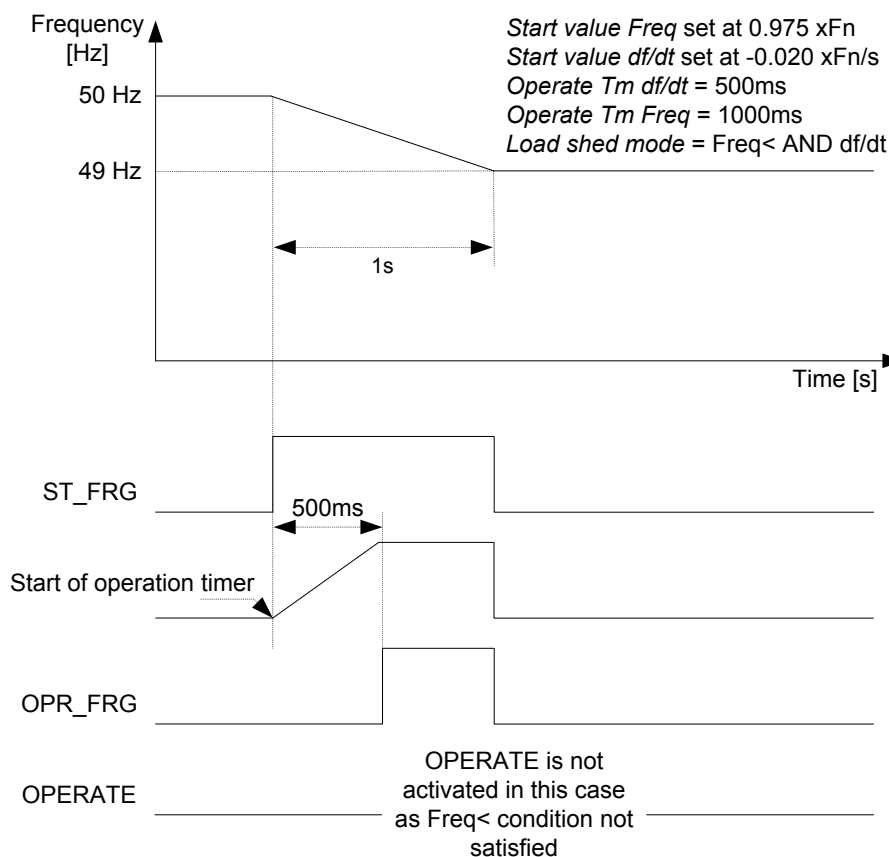 Frequency
[Hz]
Start value Freq set at 0.975 xFn
Start value df/dt set at -0.020 xFn/s
Operate Tm df/dt = 500ms
Operate Tm Freq = 1000ms
Load shed mode = Freq< AND df/dt
50 Hz
49 Hz
1s
Time [s]
ST_FRG
500ms
Start of operation timer
OPR_FRG
OPERATE
OPERATE is not
activated in this case
as Freq< condition not
satisfied